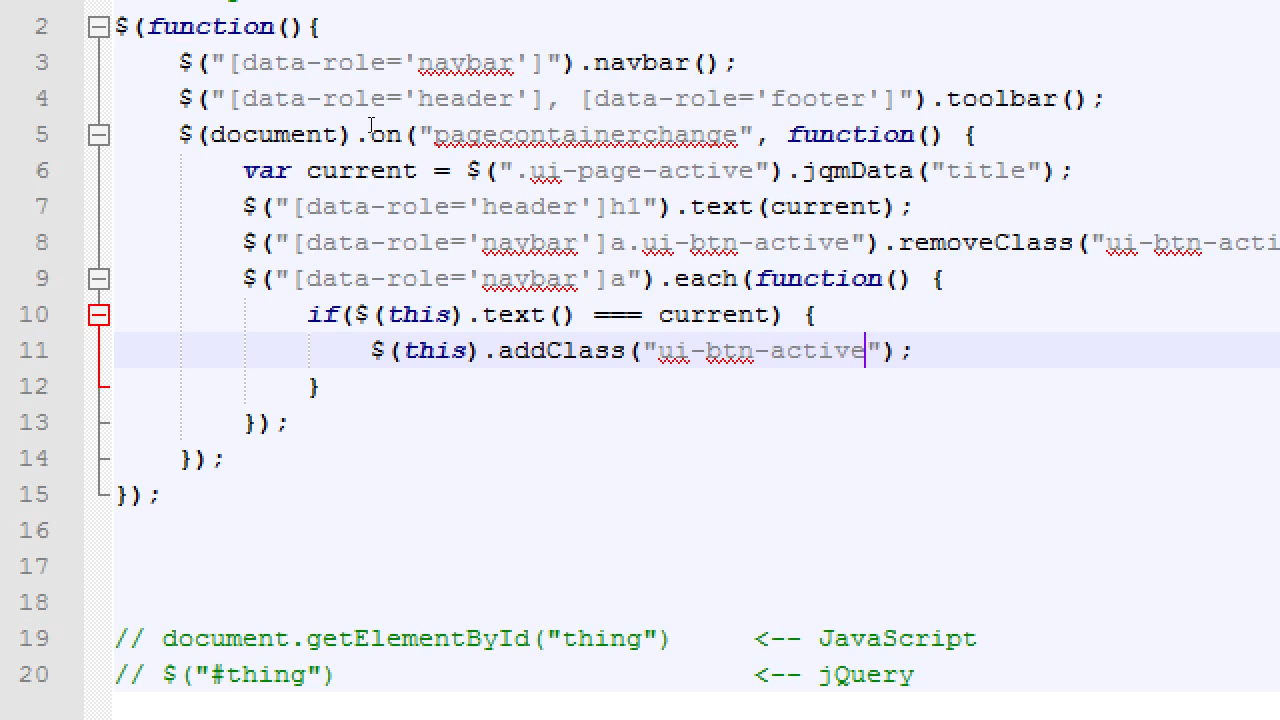 2 $(function(){
3 $("[data-role='navbar']").navbar();
4 $("[data-role='header'], [data-role='footer']").toolbar();
5 $(document).on("pagecontainerchange", function() {
6 var current = $(".ui-page-active").jqmData("title");
7 $("[data-role='header']h1").text(current);
8 $("[data-role='navbar']a.ui-btn-active").removeClass("ui-btn-acti
9 $("[data-role='navbar']a").each(function() {
10 if($(this).text() === current) {
11 $(this).addClass("ui-btn-active");
12 }
13 });
14 });
15 });
16
17
18
19 // document.getElementById("thing") <-- JavaScript
20 // $("#thing") <-- jQuery